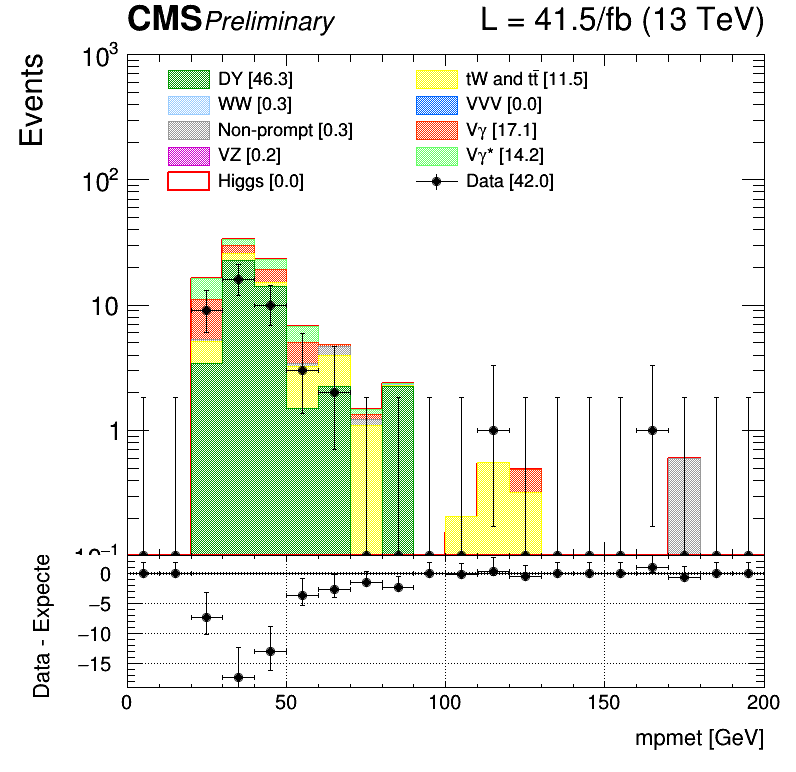 CMS Preliminary L = 41.5/fb (13 TeV)
Events
10³
10²
10
1
10⁻¹
DY [46.3]
WW [0.3]
Non-prompt [0.3]
VZ [0.2]
Higgs [0.0]
tW and tt̄ [11.5]
VVV [0.0]
Vγ [17.1]
Vγ* [14.2]
Data [42.0]
Data - Expecte
0
−5
−10
−15
0 50 100 150 200
mpmet [GeV]